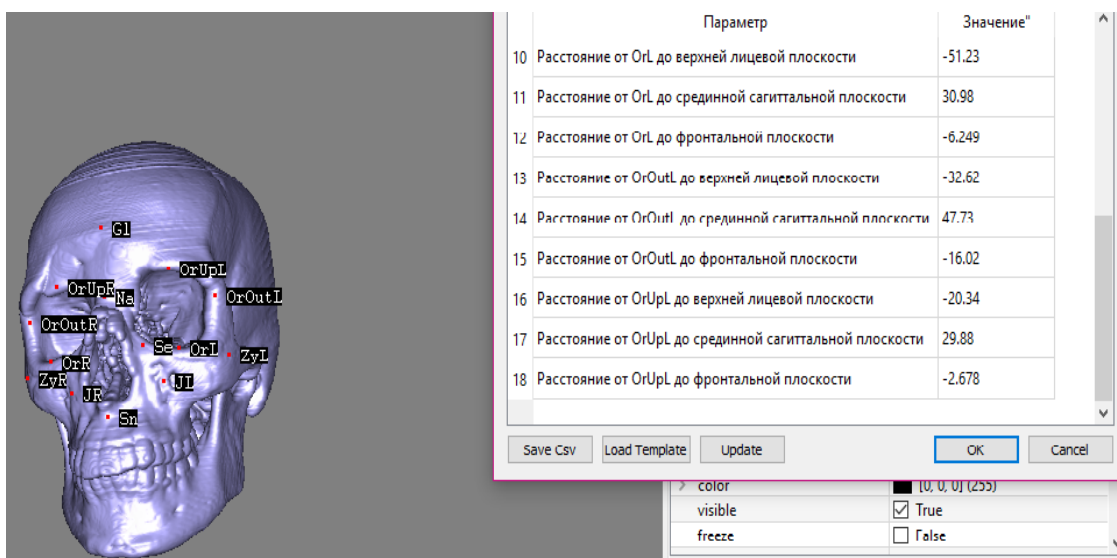 Параметр Значение"
10 Расстояние от OrL до верхней лицевой плоскости -51.23
11 Расстояние от OrL до срединной сагиттальной плоскости 30.98
12 Расстояние от OrL до фронтальной плоскости -6.249
13 Расстояние от OrOutL до верхней лицевой плоскости -32.62
14 Расстояние от OrOutL до срединной сагиттальной плоскости 47.73
15 Расстояние от OrOutL до фронтальной плоскости -16.02
16 Расстояние от OrUpL до верхней лицевой плоскости -20.34
17 Расстояние от OrUpL до срединной сагиттальной плоскости 29.88
18 Расстояние от OrUpL до фронтальной плоскости -2.678
Save Csv Load Template Update OK Cancel
color [0, 0, 0] (255)
visible True
freeze False
Gl
OrUpL
OrUpR
Na
OrOutL
OrOutR
Se
OrL
ZyL
OrR
ZyR
JL
JR
Sn